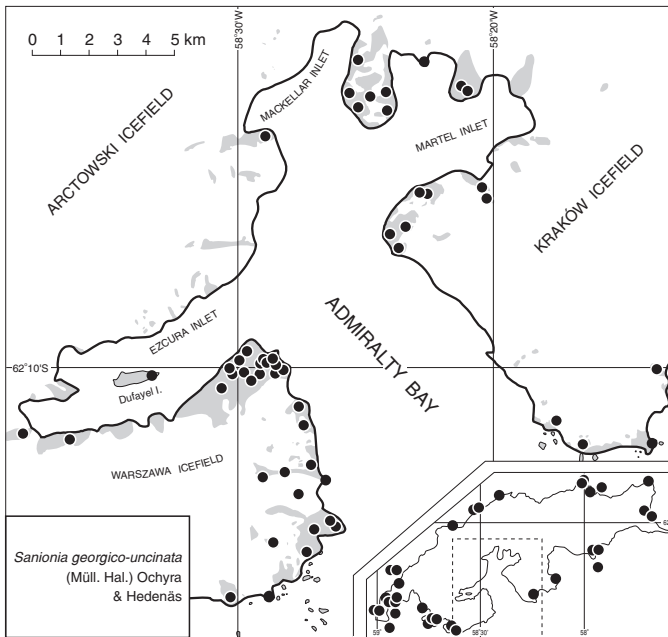 58°30'W
58°20'W
0 1 2 3 4 5 km
MACKELLAR INLET
MARTEL INLET
ARCTOWSKI ICEFIELD
KRAKÓW ICEFIELD
ADMIRALTY BAY
EZCURA INLET
62°10'S
Dufayel I.
WARSZAWA ICEFIELD
Sanionia georgico-uncinata
(Müll. Hal.) Ochyra
& Hedenäs
62
59
58°30
58°